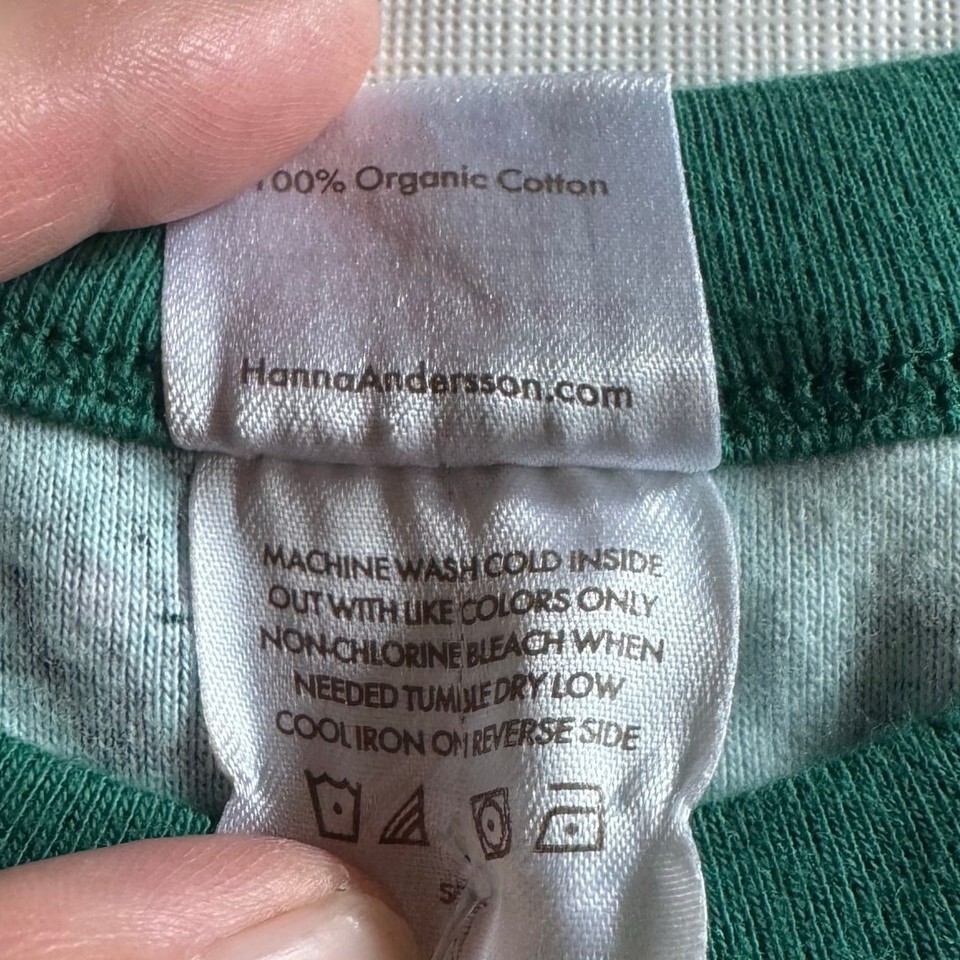 100% Organic Cotton
HannaAndersson.com
MACHINE WASH COLD INSIDE
OUT WITH LIKE COLORS ONLY
NON-CHLORINE BLEACH WHEN
NEEDED TUMBLE DRY LOW
COOL IRON ON REVERSE SIDE